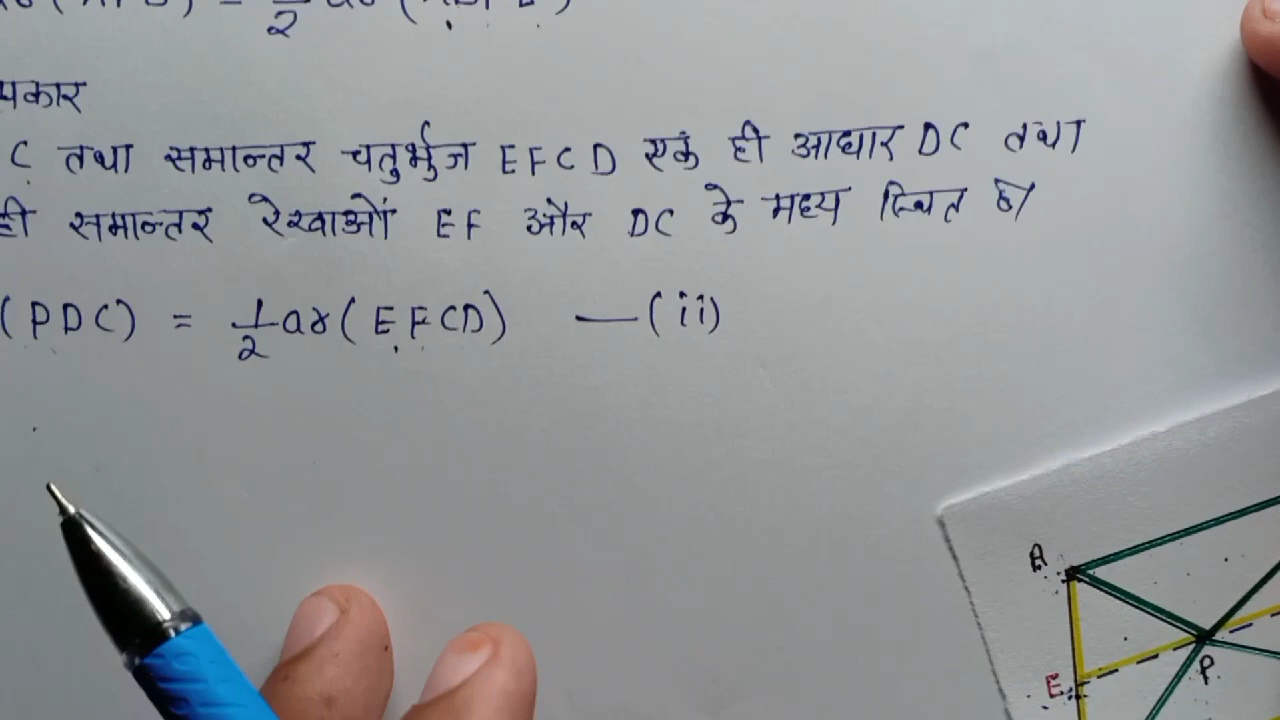 पकार
C तथा समान्तर चतुर्भुज EFCD एक ही आधार DC तथा
ही समान्तर रेखाओं EF और DC के मध्य स्थित है।
(PDC) = 1/2 ar(EFCD) —(ii)
A
E
P